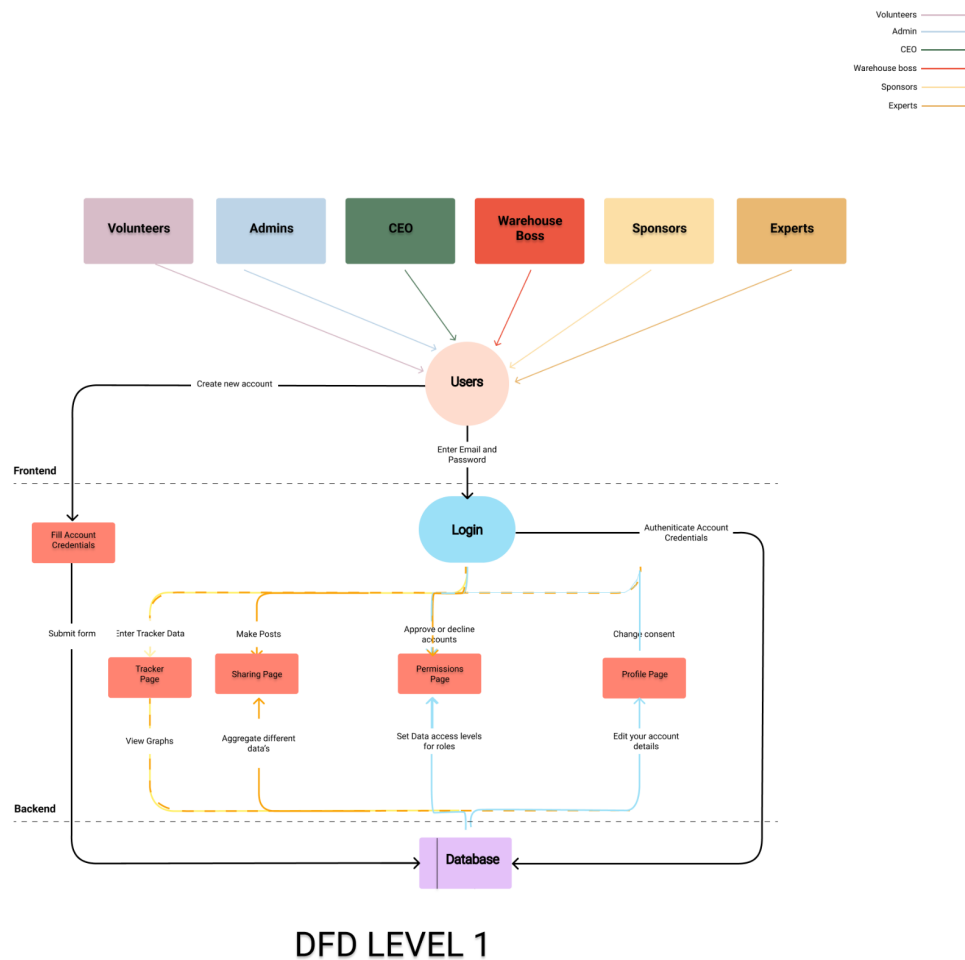 Volunteers
Admin
CEO
Warehouse boss
Sponsors
Experts
Volunteers
Admins
CEO
Warehouse
Boss
Sponsors
Experts
Users
Create new account
Enter Email and
Password
Frontend
Login
Autheniticate Account
Credentials
Fill Account
Credentials
Submit form
Enter Tracker Data
Make Posts
Approve or decline
accounts
Change consent
Tracker
Page
Sharing Page
Permissions
Page
Profile Page
View Graphs
Aggregate different
data's
Set Data access levels
for roles
Edit your account
details
Backend
Database
DFD LEVEL 1